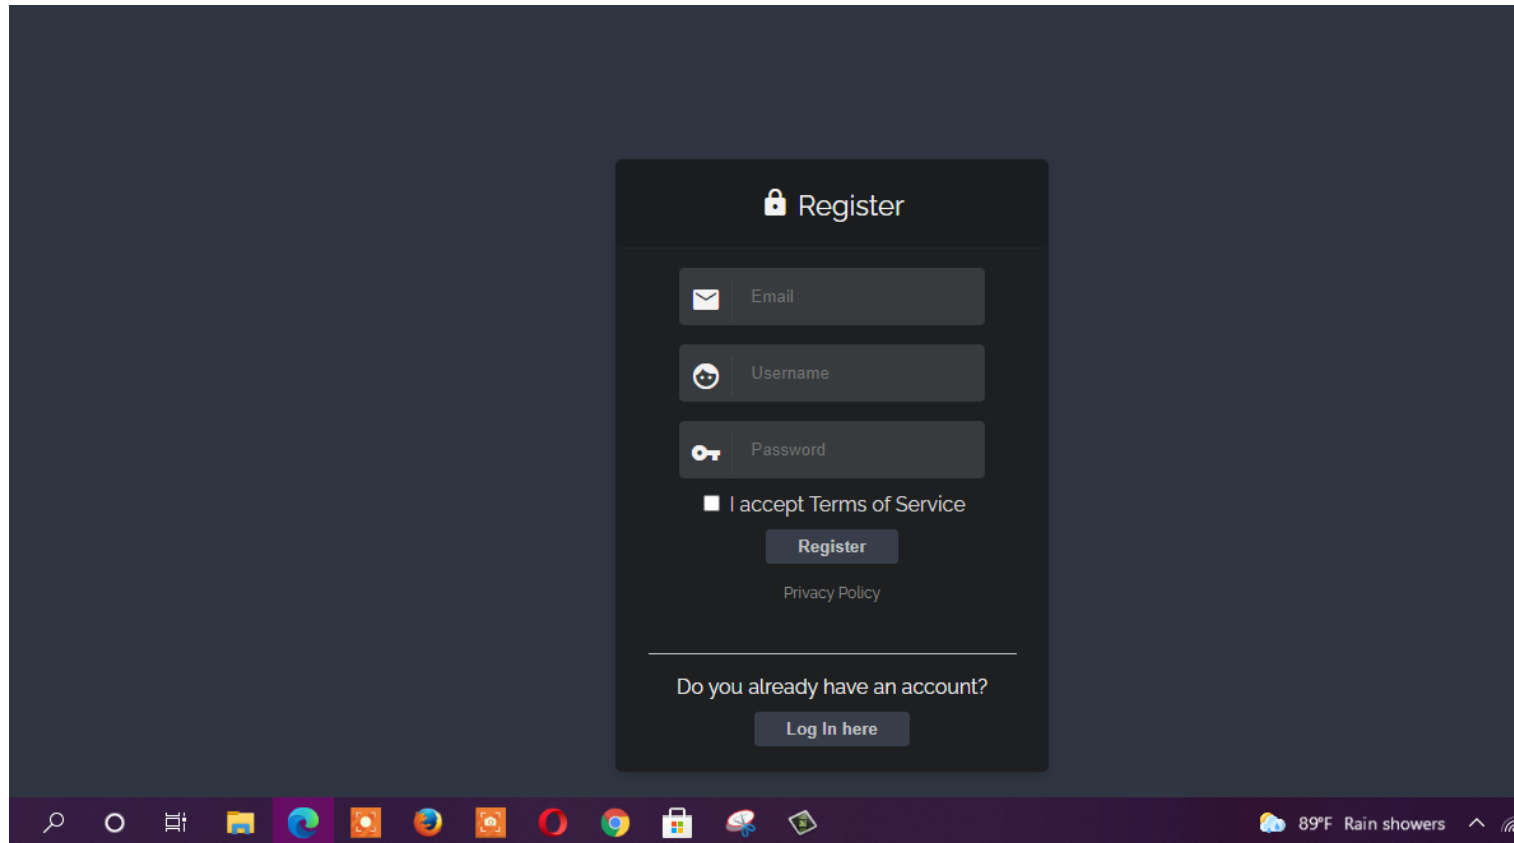 Register
Email
Username
Password
I accept Terms of Service
Register
Privacy Policy
Do you already have an account?
Log In here
89°F Rain showers